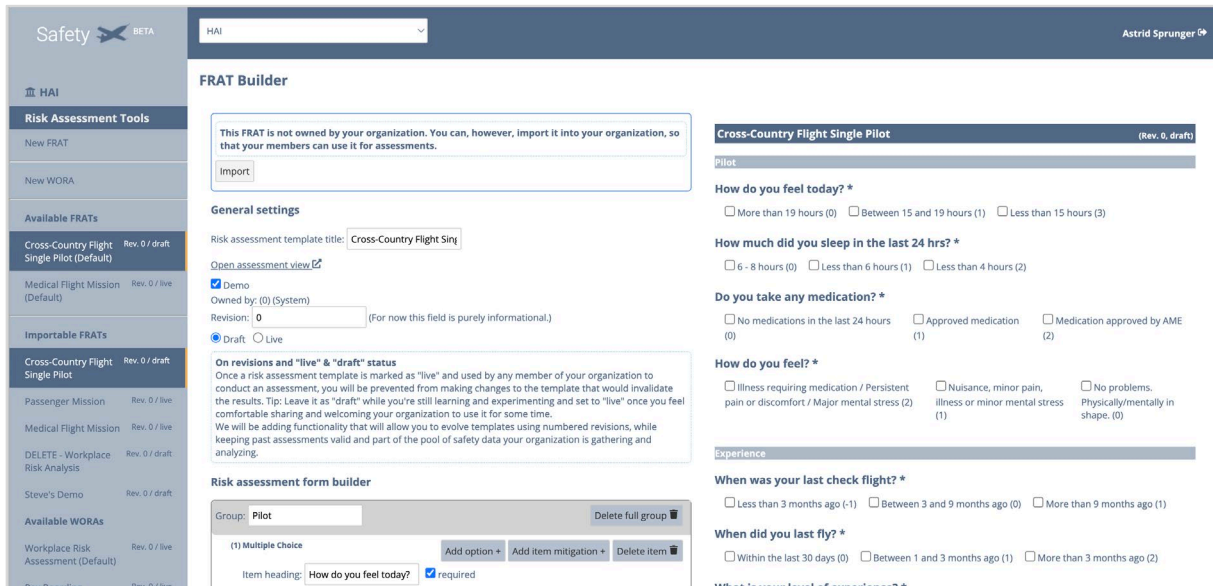 Safety BETA
HAI
Astrid Sprunger
HAI
Risk Assessment Tools
New FRAT
New WORA
Available FRATs
Cross-Country Flight Rev. 0 / draft
Single Pilot (Default)
Medical Flight Mission Rev. 0 / live
(Default)
Importable FRATs
Cross-Country Flight Rev. 0 / draft
Single Pilot
Passenger Mission Rev. 0 / live
Medical Flight Mission Rev. 0 / live
DELETE - Workplace Rev. 0 / draft
Risk Analysis
Steve's Demo Rev. 0 / draft
Available WORAs
Workplace Risk Rev. 0 / live
Assessment (Default)
FRAT Builder
This FRAT is not owned by your organization. You can, however, import it into your organization, so
that your members can use it for assessments.
Import
General settings
Risk assessment template title: Cross-Country Flight Sing
Open assessment view
Demo
Owned by: (0) (System)
Revision: 0 (For now this field is purely informational.)
Draft Live
On revisions and "live" & "draft" status
Once a risk assessment template is marked as "live" and used by any member of your organization to
conduct an assessment, you will be prevented from making changes to the template that would invalidate
the results. Tip: Leave it as "draft" while you're still learning and experimenting and set to "live" once you feel
comfortable sharing and welcoming your organization to use it for some time.
We will be adding functionality that will allow you to evolve templates using numbered revisions, while
keeping past assessments valid and part of the pool of safety data your organization is gathering and
analyzing.
Risk assessment form builder
Group: Pilot Delete full group
(1) Multiple Choice Add option + Add item mitigation + Delete item
Item heading: How do you feel today? required
Cross-Country Flight Single Pilot (Rev. 0, draft)
Pilot
How do you feel today? *
More than 19 hours (0) Between 15 and 19 hours (1) Less than 15 hours (3)
How much did you sleep in the last 24 hrs? *
6 - 8 hours (0) Less than 6 hours (1) Less than 4 hours (2)
Do you take any medication? *
No medications in the last 24 hours Approved medication Medication approved by AME
(0) (1) (2)
How do you feel? *
Illness requiring medication / Persistent Nuisance, minor pain, No problems.
pain or discomfort / Major mental stress (2) illness or minor mental stress Physically/mentally in
(1) shape. (0)
Experience
When was your last check flight? *
Less than 3 months ago (-1) Between 3 and 9 months ago (0) More than 9 months ago (1)
When did you last fly? *
Within the last 30 days (0) Between 1 and 3 months ago (1) More than 3 months ago (2)
What is your level of experience? *